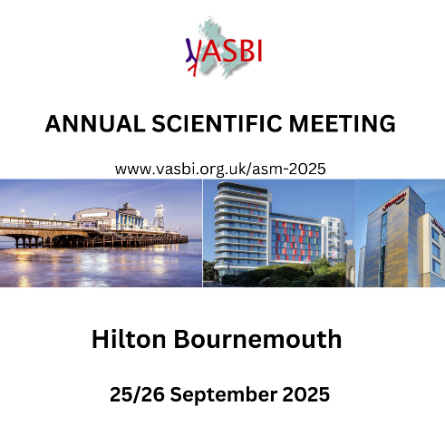 VASBI
ANNUAL SCIENTIFIC MEETING
www.vasbi.org.uk/asm-2025
Hilton Bournemouth
25/26 September 2025